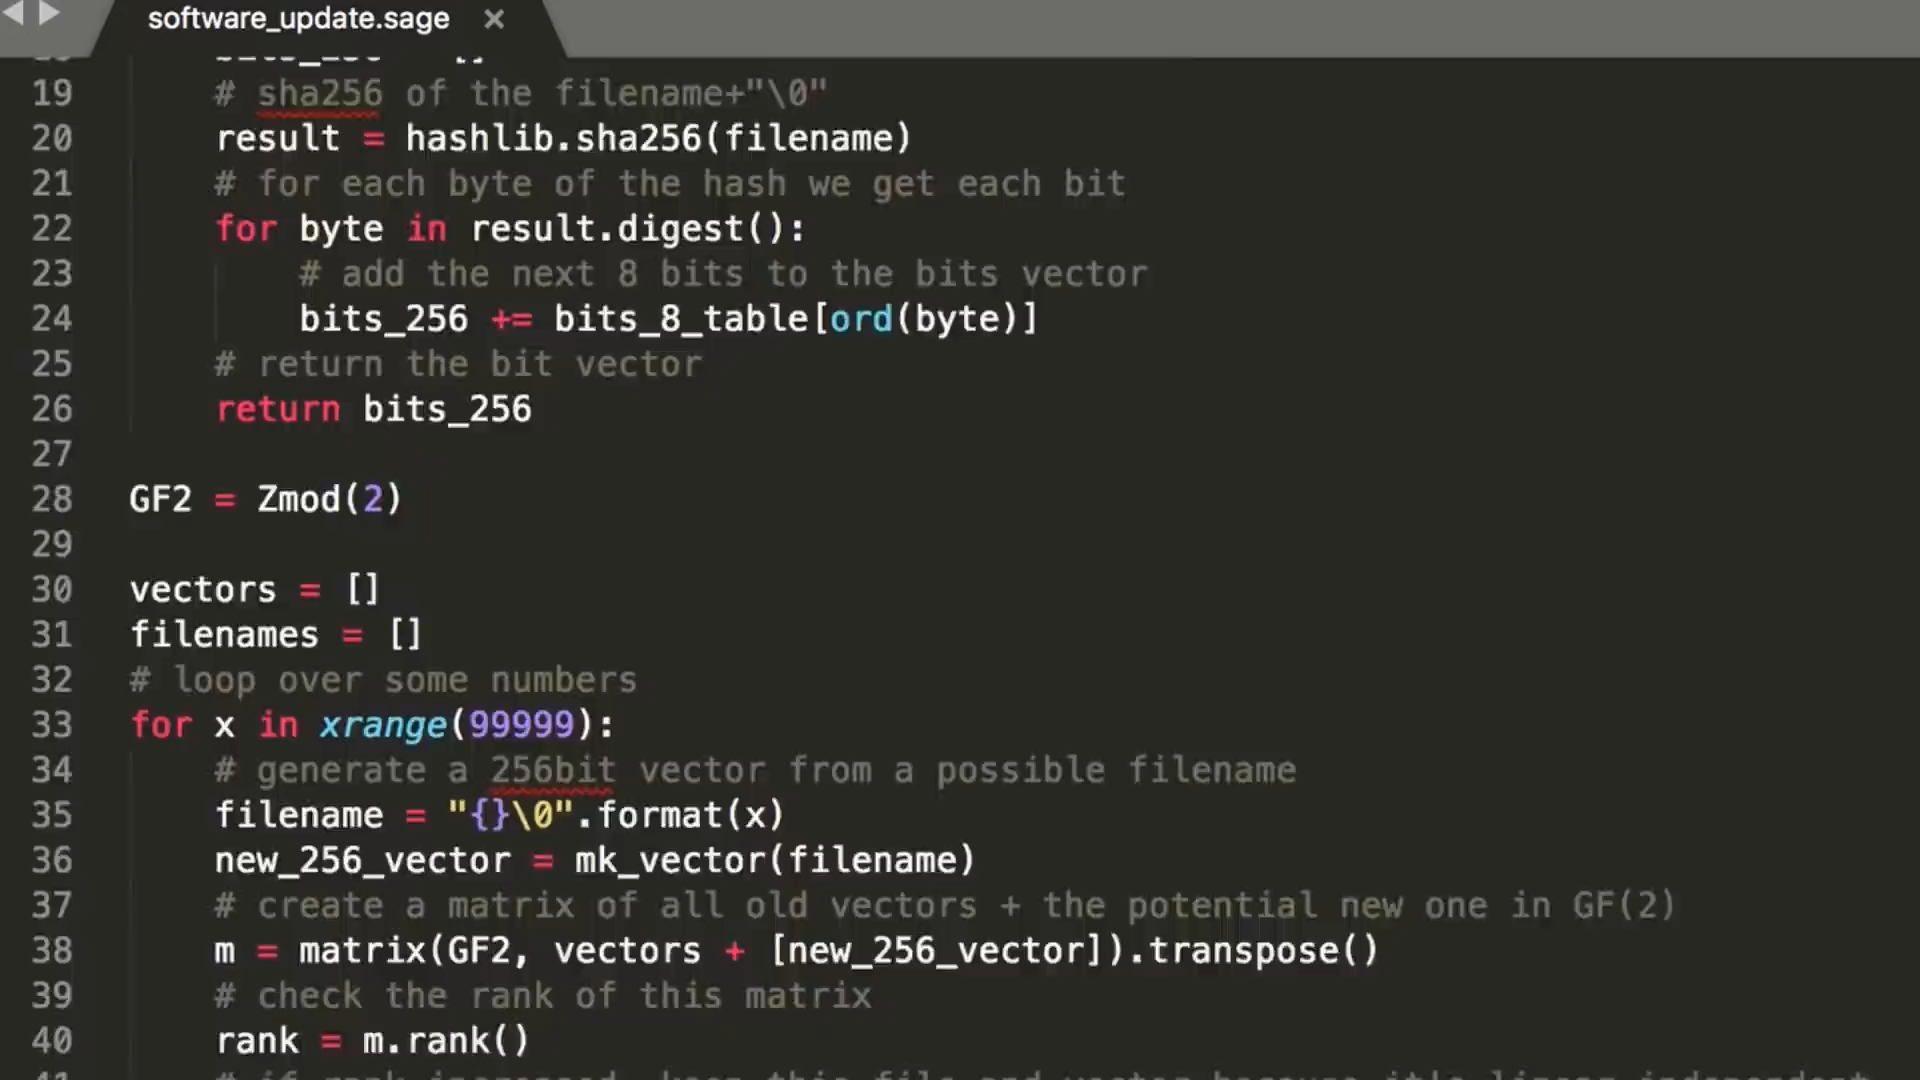 software_update.sage ×
19 # sha256 of the filename+"\0"
20 result = hashlib.sha256(filename)
21 # for each byte of the hash we get each bit
22 for byte in result.digest():
23 # add the next 8 bits to the bits vector
24 bits_256 += bits_8_table[ord(byte)]
25 # return the bit vector
26 return bits_256
27
28 GF2 = Zmod(2)
29
30 vectors = []
31 filenames = []
32 # loop over some numbers
33 for x in xrange(99999):
34 # generate a 256bit vector from a possible filename
35 filename = "{}\0".format(x)
36 new_256_vector = mk_vector(filename)
37 # create a matrix of all old vectors + the potential new one in GF(2)
38 m = matrix(GF2, vectors + [new_256_vector]).transpose()
39 # check the rank of this matrix
40 rank = m.rank()